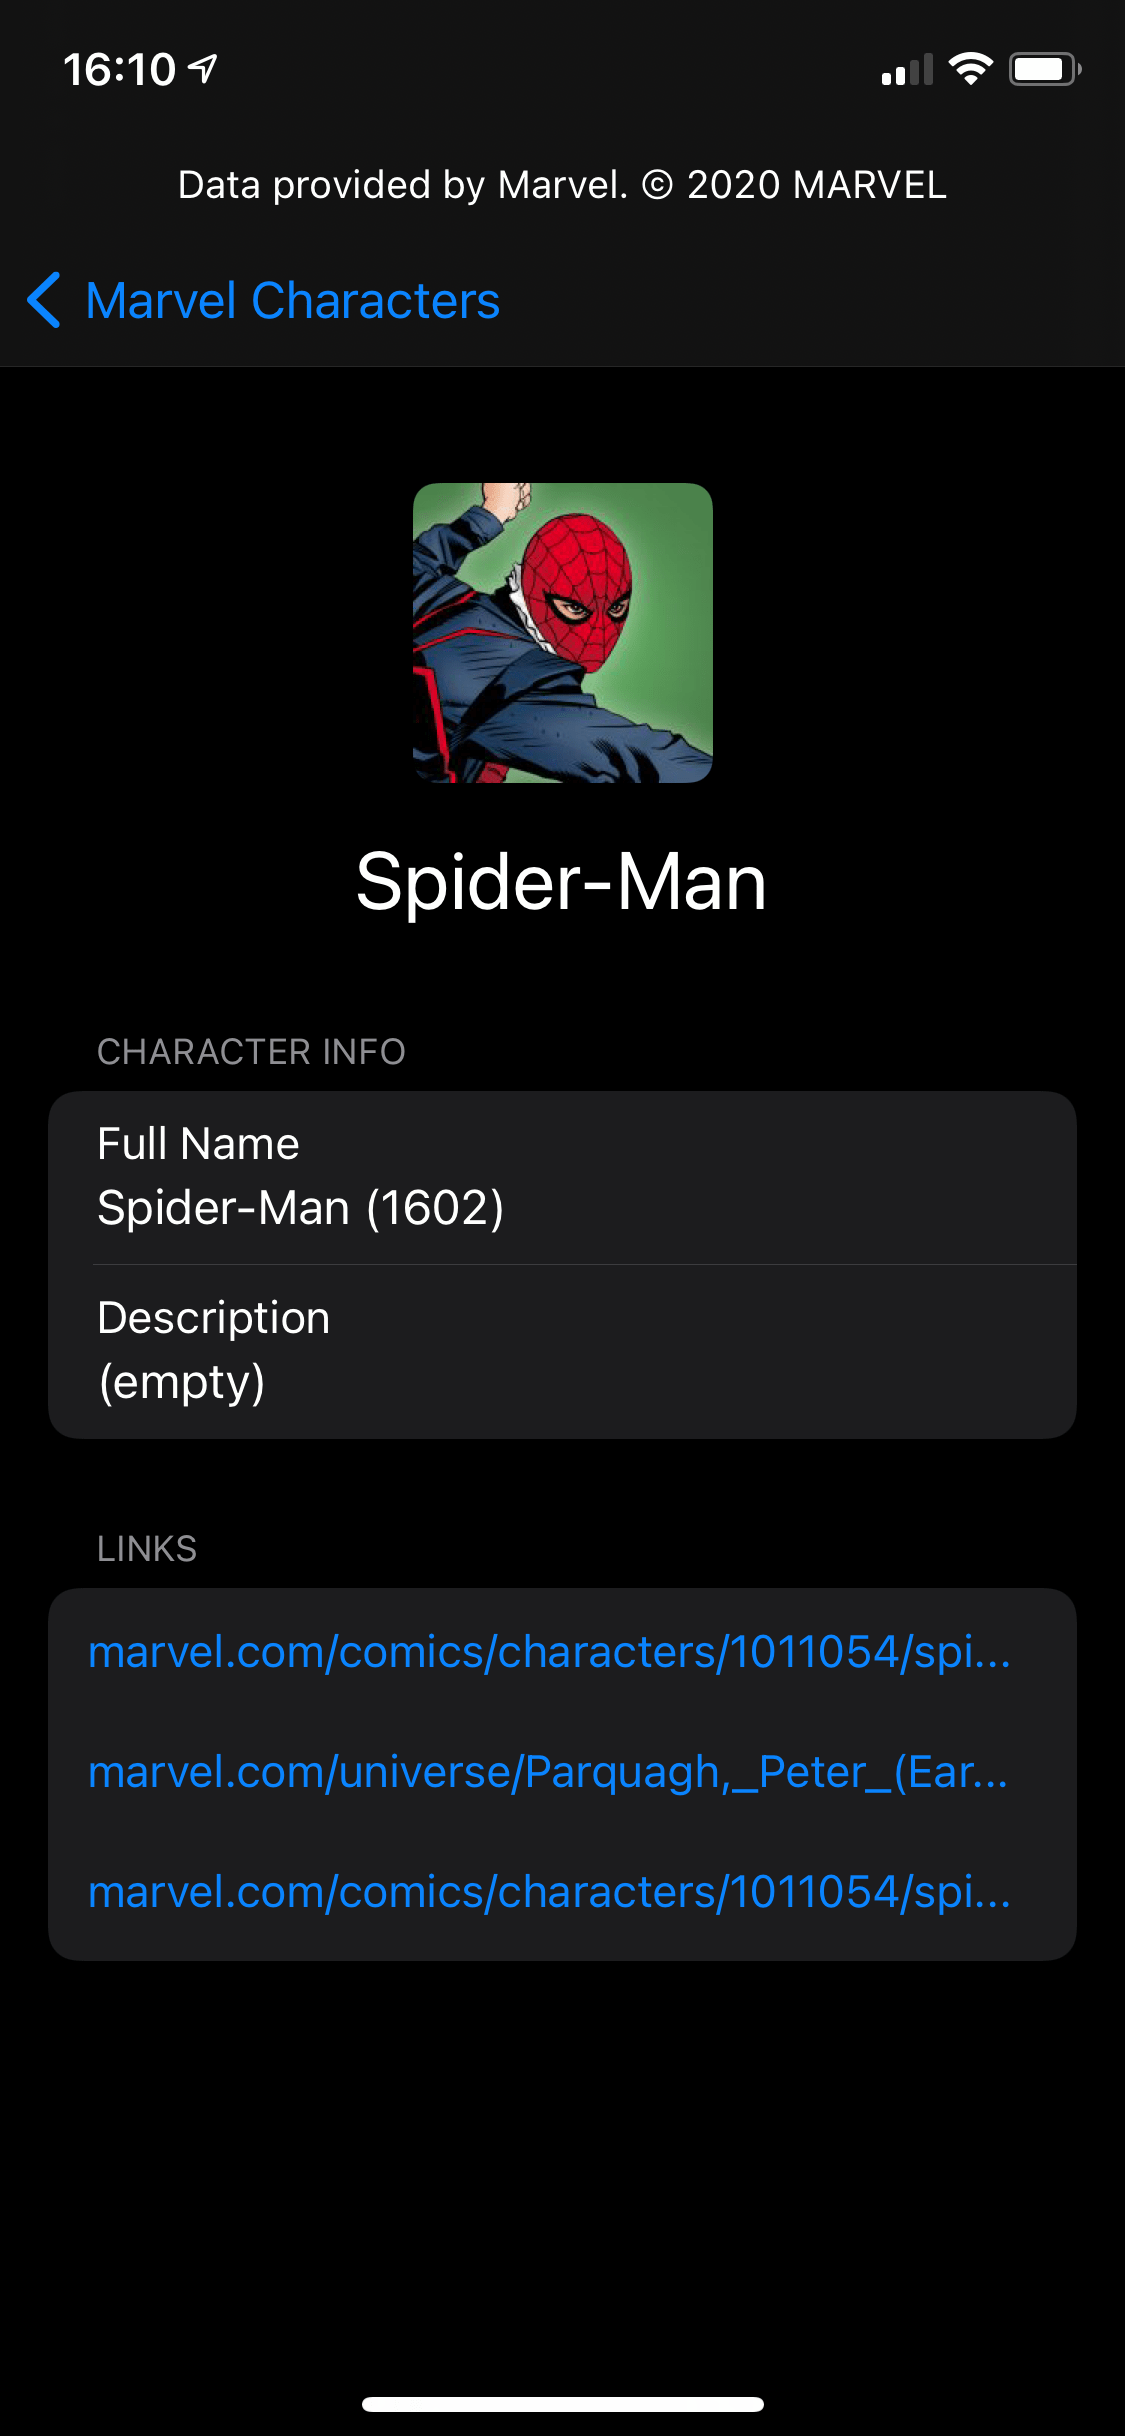 16:10
Data provided by Marvel. © 2020 MARVEL
Marvel Characters
Spider-Man
CHARACTER INFO
Full Name
Spider-Man (1602)
Description
(empty)
LINKS
marvel.com/comics/characters/1011054/spi...
marvel.com/universe/Parquagh,_Peter_(Ear...
marvel.com/comics/characters/1011054/spi...